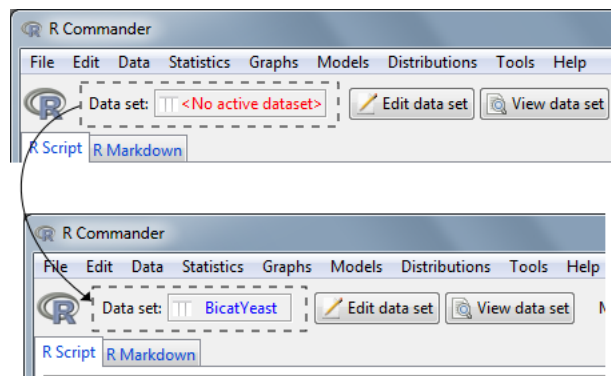 R Commander
File Edit Data Statistics Graphs Models Distributions Tools Help
R Data set: <No active dataset> Edit data set View data set
R Script R Markdown
R Commander
File Edit Data Statistics Graphs Models Distributions Tools Help
R Data set: BicatYeast Edit data set View data set
R Script R Markdown